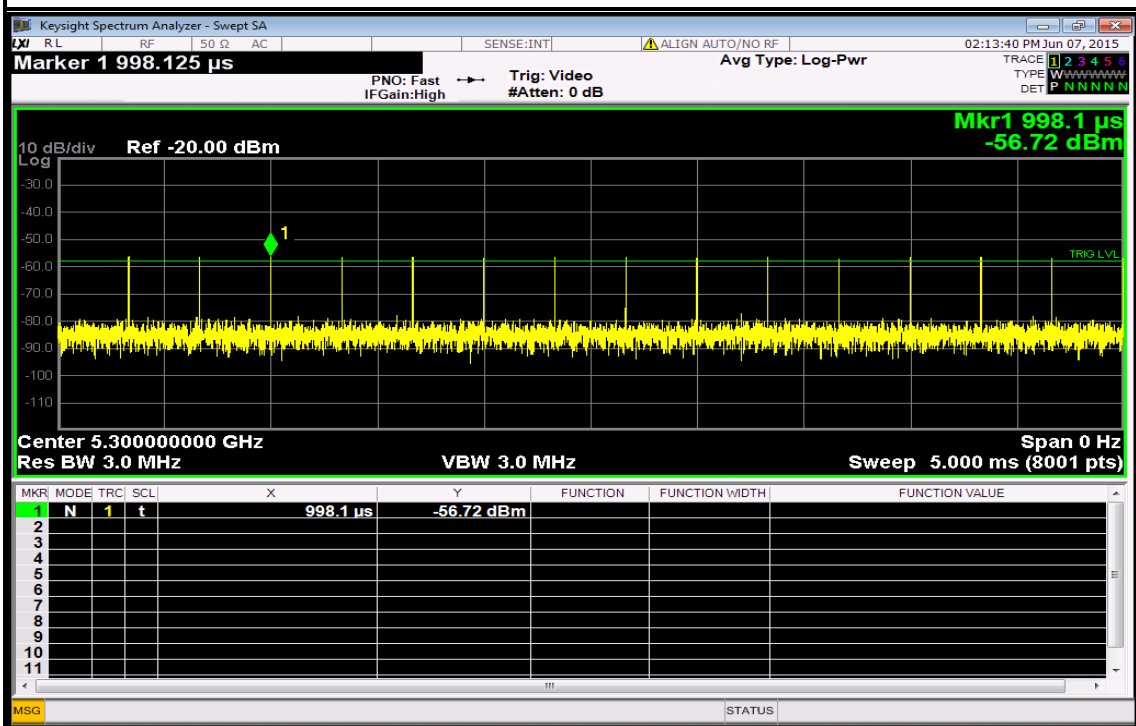 Keysight Spectrum Analyzer - Swept SA
LXI RL RF 50 Ω AC SENSE:INT ALIGN AUTO/NO RF 02:13:40 PM Jun 07, 2015
Marker 1 998.125 µs Avg Type: Log-Pwr TRACE 1 2 3 4 5 6
PNO: Fast Trig: Video TYPE WWWWWW
IFGain:High #Atten: 0 dB DET P N N N N N
Mkr1 998.1 µs
10 dB/div Ref -20.00 dBm -56.72 dBm
Log
-30.0
-40.0
-50.0 1
TRIG LVL
-60.0
-70.0
-80.0
-90.0
-100
-110
Center 5.300000000 GHz Span 0 Hz
Res BW 3.0 MHz VBW 3.0 MHz Sweep 5.000 ms (8001 pts)
MKR MODE TRC SCL X Y FUNCTION FUNCTION WIDTH FUNCTION VALUE
1 N 1 t 998.1 µs -56.72 dBm
2
3
4
5
6
7
8
9
10
11
MSG STATUS